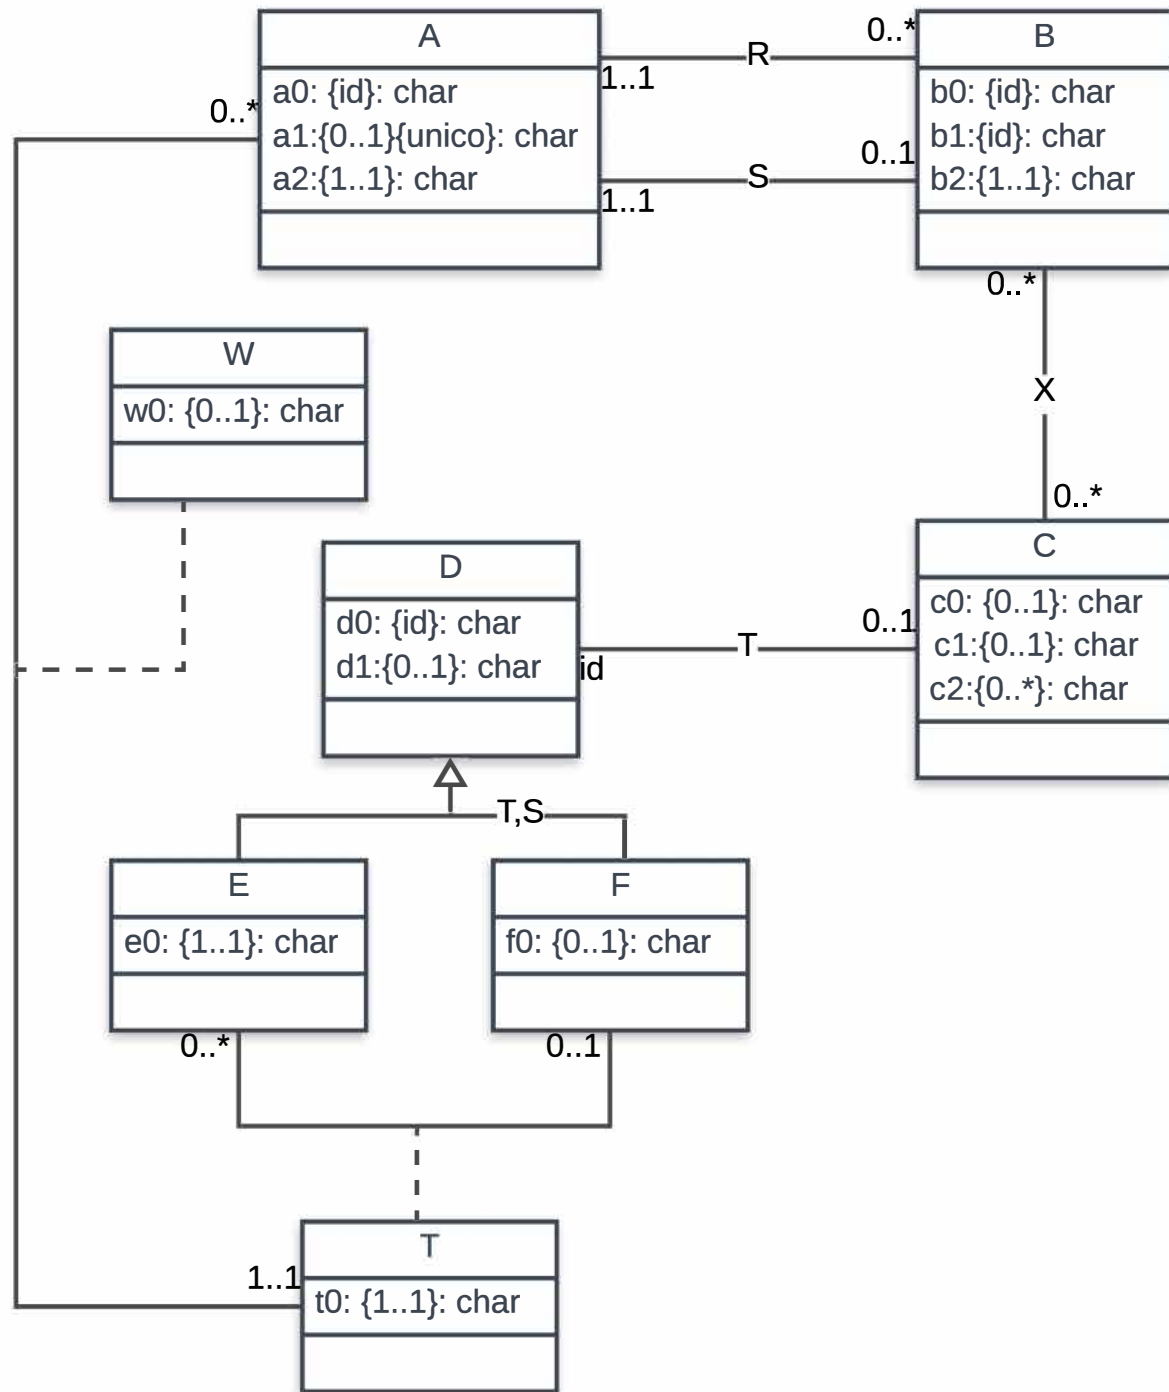 A
a0: {id}: char
a1:{0..1}{unico}: char
a2:{1..1}: char
R
0..*
1..1
S
0..1
1..1
B
b0: {id}: char
b1:{id}: char
b2:{1..1}: char
0..*
0..*
X
0..*
W
w0: {0..1}: char
C
c0: {0..1}: char
c1:{0..1}: char
c2:{0..*}: char
D
d0: {id}: char
d1:{0..1}: char
T
0..1
id
T,S
E
e0: {1..1}: char
F
f0: {0..1}: char
0..*
0..1
T
t0: {1..1}: char
1..1